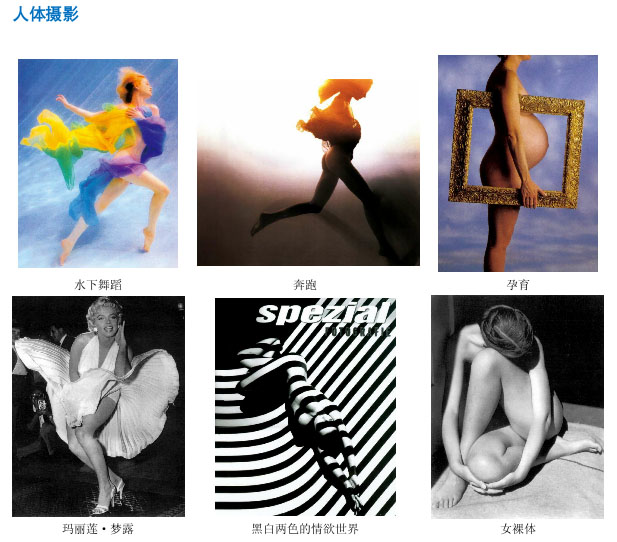 人体摄影
水下舞蹈
奔跑
孕育
spezial
FOTOGRAFIE
玛丽莲·梦露
黑白两色的情欲世界
女裸体